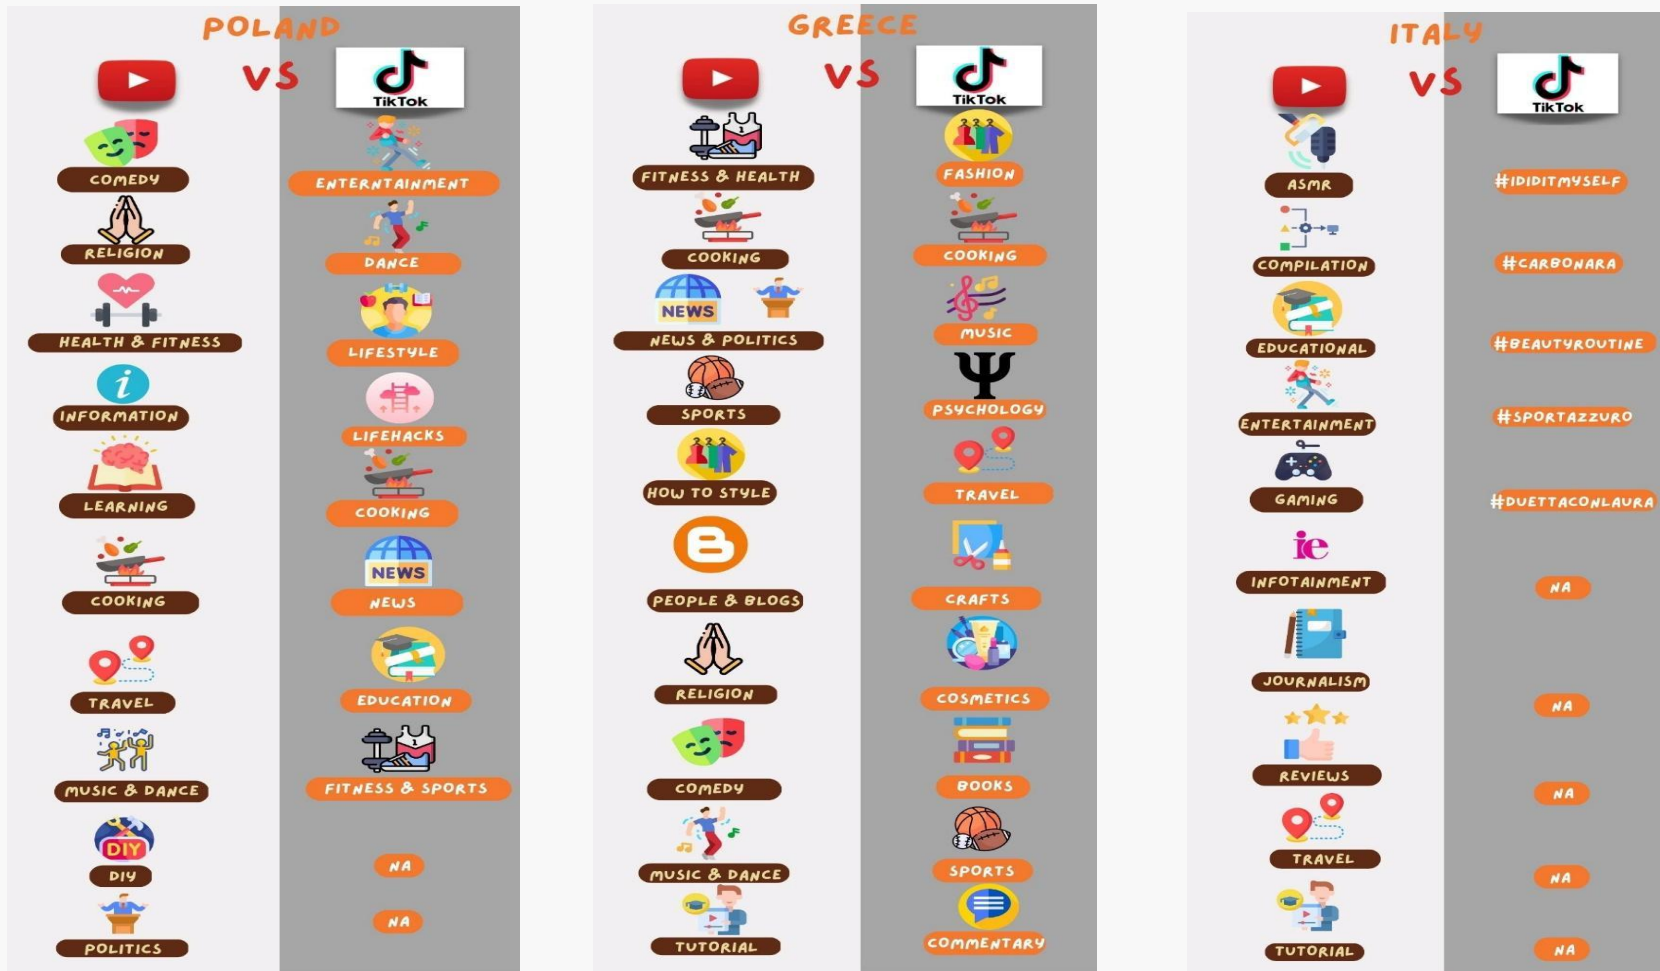 POLAND
VS
TikTok
COMEDY
ENTERNTAINMENT
RELIGION
DANCE
HEALTH & FITNESS
LIFESTYLE
i
INFORMATION
LIFEHACKS
LEARNING
COOKING
NEWS
COOKING
NEWS
TRAVEL
EDUCATION
1
MUSIC & DANCE
FITNESS & SPORTS
DIY
DIY
NA
POLITICS
NA
GREECE
VS
TikTok
1
FITNESS & HEALTH
FASHION
COOKING
COOKING
NEWS
NEWS & POLITICS
MUSIC
Ψ
SPORTS
PSYCHOLOGY
HOW TO STYLE
TRAVEL
B
PEOPLE & BLOGS
CRAFTS
RELIGION
COSMETICS
COMEDY
BOOKS
MUSIC & DANCE
SPORTS
TUTORIAL
COMMENTARY
ITALY
VS
TikTok
ASMR
#IDIDITMYSELF
COMPILATION
#CARBONARA
EDUCATIONAL
#BEAUTYROUTINE
ENTERTAINMENT
#SPORTAZZURO
GAMING
#DUETTACONLAURA
ie
INFOTAINMENT
NA
JOURNALISM
NA
REVIEWS
NA
TRAVEL
NA
TUTORIAL
NA